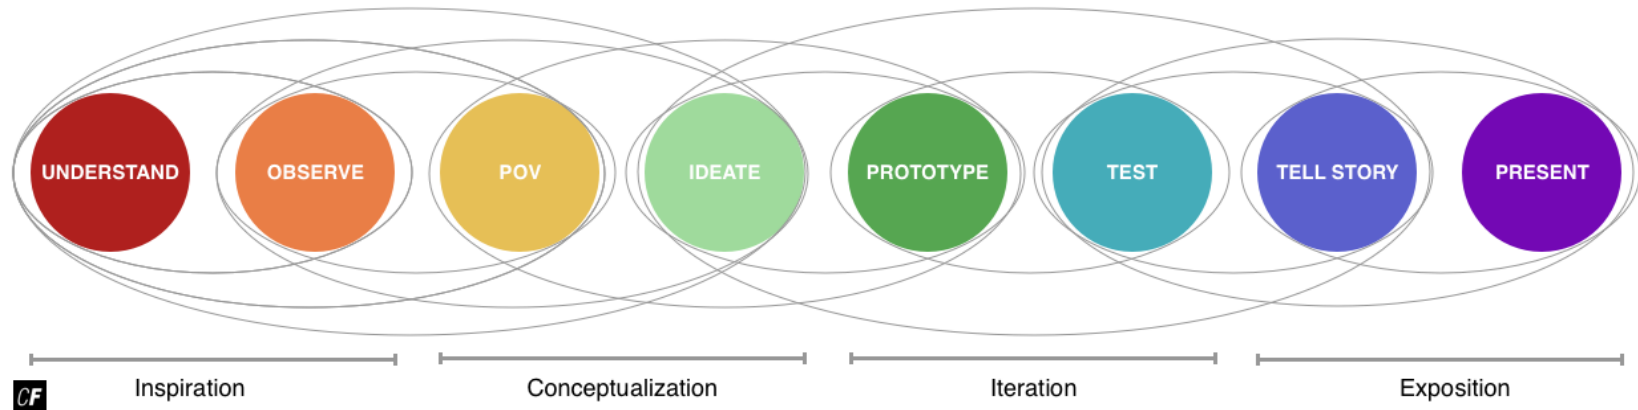 UNDERSTAND
OBSERVE
POV
IDEATE
PROTOTYPE
TEST
TELL STORY
PRESENT
Inspiration
Conceptualization
Iteration
Exposition
CF